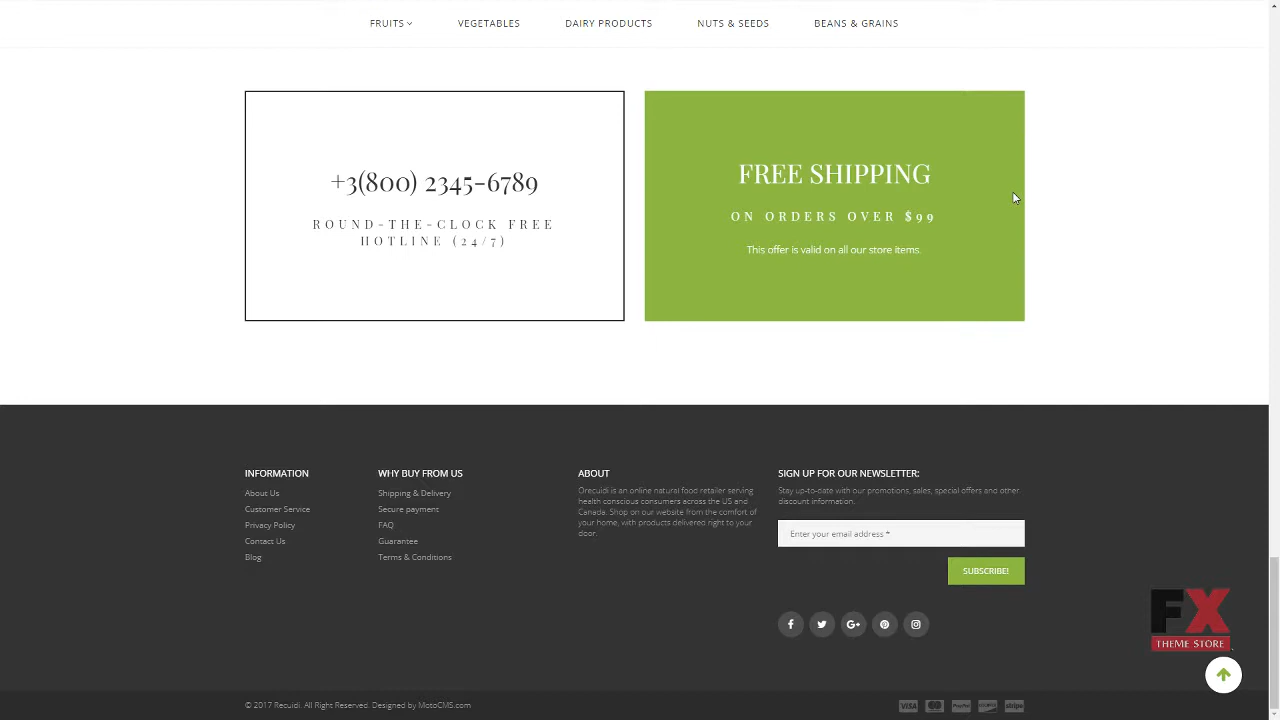 FRUITS
VEGETABLES
DAIRY PRODUCTS
NUTS & SEEDS
BEANS & GRAINS
+3(800) 2345-6789
ROUND-THE-CLOCK FREE
HOTLINE (24/7)
FREE SHIPPING
ON ORDERS OVER $99
This offer is valid on all our store items.
INFORMATION
About Us
Customer Service
Privacy Policy
Contact Us
Blog
WHY BUY FROM US
Shipping & Delivery
Secure payment
FAQ
Guarantee
Terms & Conditions
ABOUT
Orecuidi is an online natural food retailer serving
health conscious consumers across the US and
Canada. Shop on our website from the comfort of
your home, with products delivered right to your
door.
SIGN UP FOR OUR NEWSLETTER:
Stay up-to-date with our promotions, sales, special offers and other
discount information.
Enter your email address *
SUBSCRIBE!
FX
THEME STORE
© 2017 Recuidi. All Right Reserved. Designed by MotoCMS.com
VISA
PayPal
DISCOVER
stripe